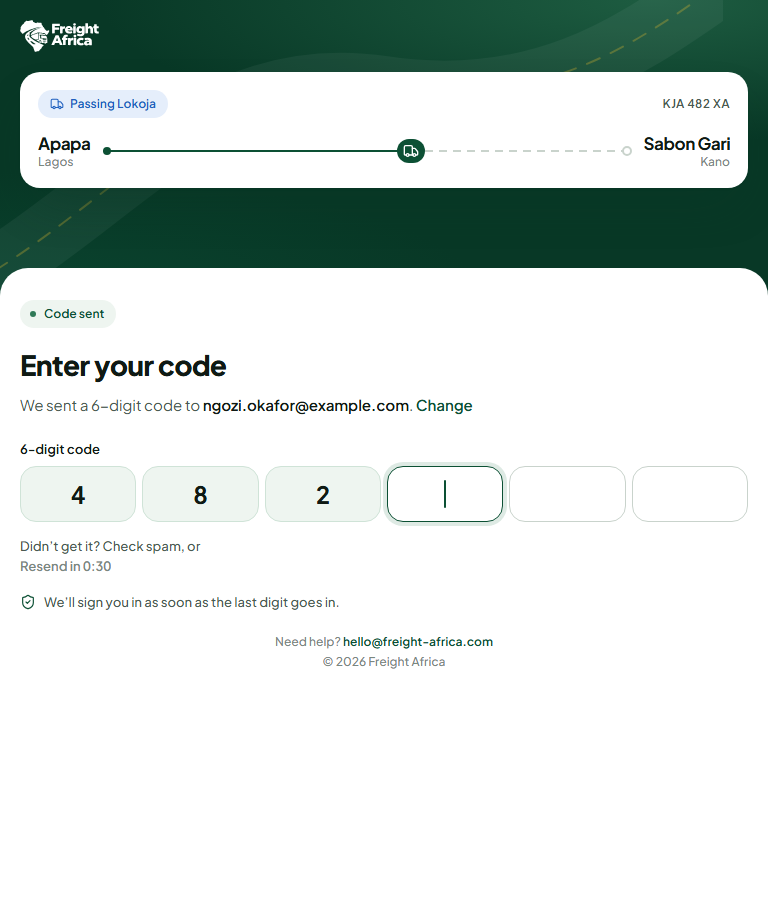 Freight
Africa
Passing Lokoja
KJA 482 XA
Apapa
Sabon Gari
Lagos
Kano
Code sent
Enter your code
We sent a 6-digit code to ngozi.okafor@example.com. Change
6-digit code
4 8 2
Didn't get it? Check spam, or
Resend in 0:30
We'll sign you in as soon as the last digit goes in.
Need help? hello@freight-africa.com
© 2026 Freight Africa